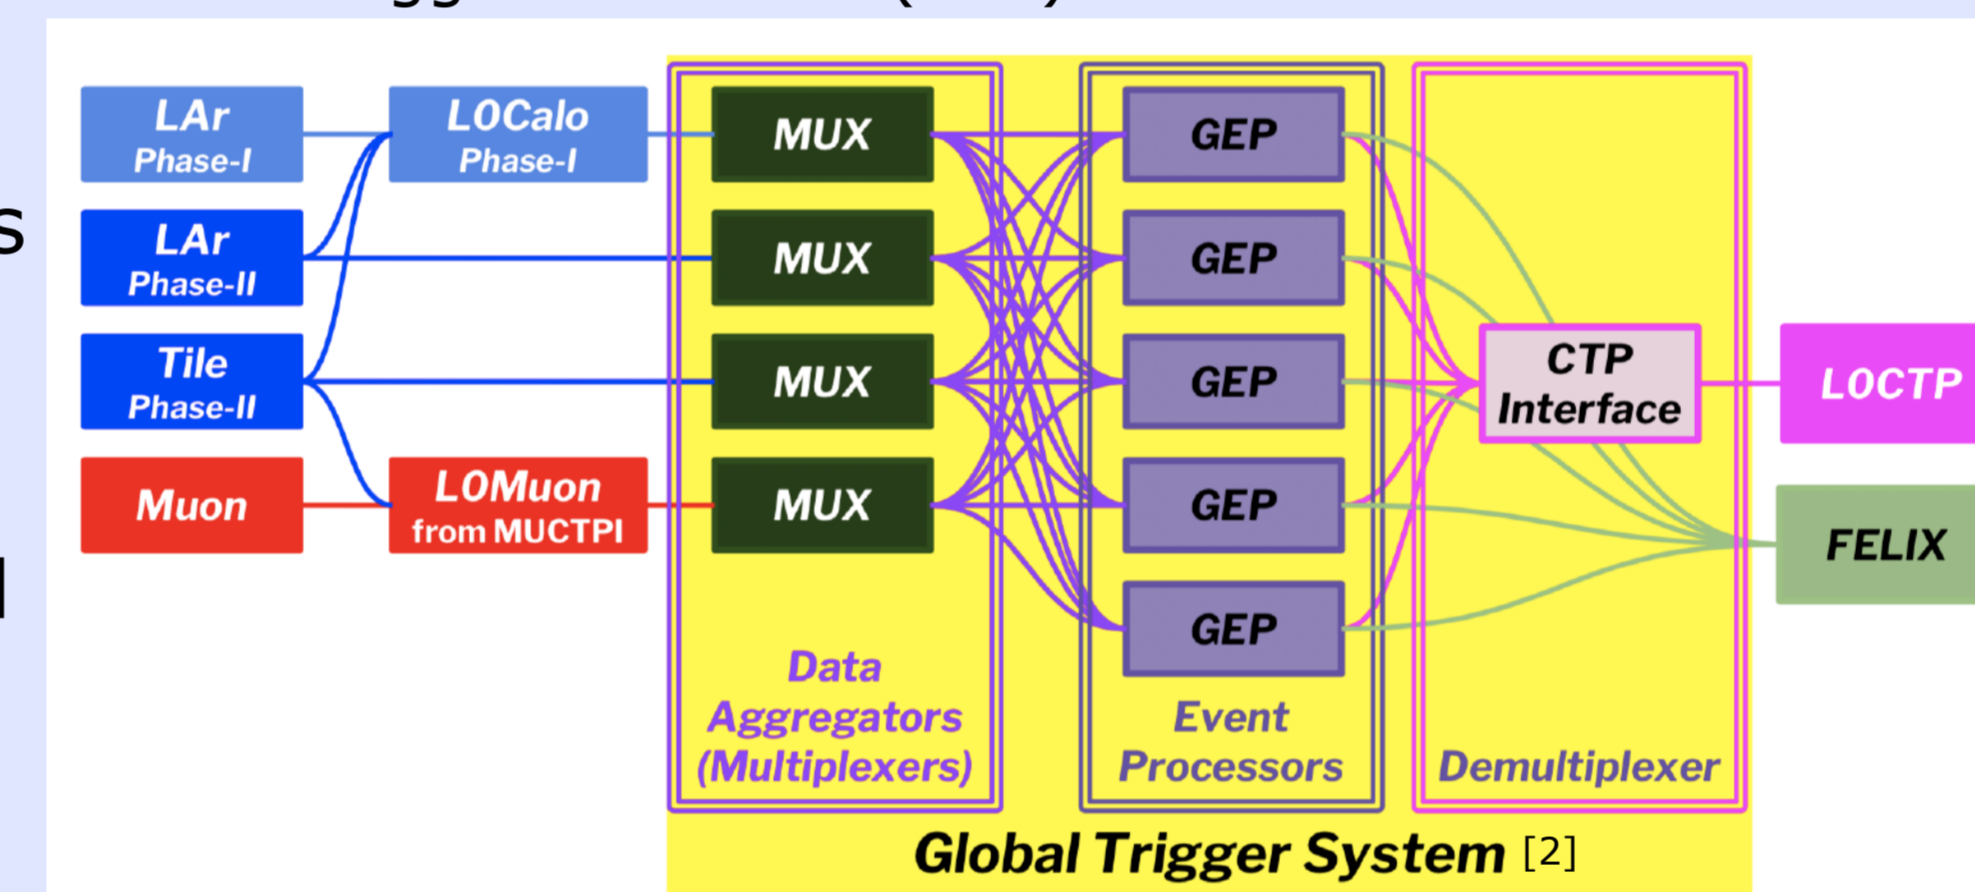 LAr
Phase-I
L0Calo
Phase-I
MUX
GEP
LAr
Phase-II
MUX
GEP
Tile
Phase-II
MUX
GEP
CTP
Interface
L0CTP
Muon
L0Muon
from MUCTPI
MUX
GEP
FELIX
GEP
Data
Aggregators
(Multiplexers)
Event
Processors
Demultiplexer
Global Trigger System [2]